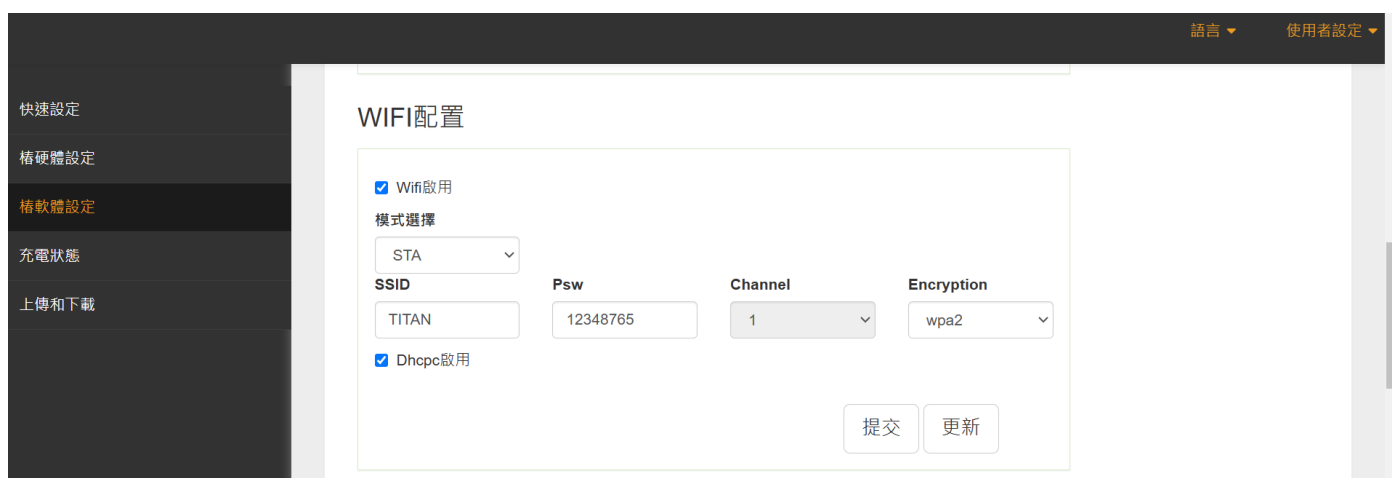 語言
使用者設定
快速設定
樁硬體設定
樁軟體設定
充電狀態
上傳和下載
WIFI配置
Wifi啟用
模式選擇
STA
SSID Psw Channel Encryption
TITAN 12348765 1 wpa2
Dhcpc啟用
提交 更新